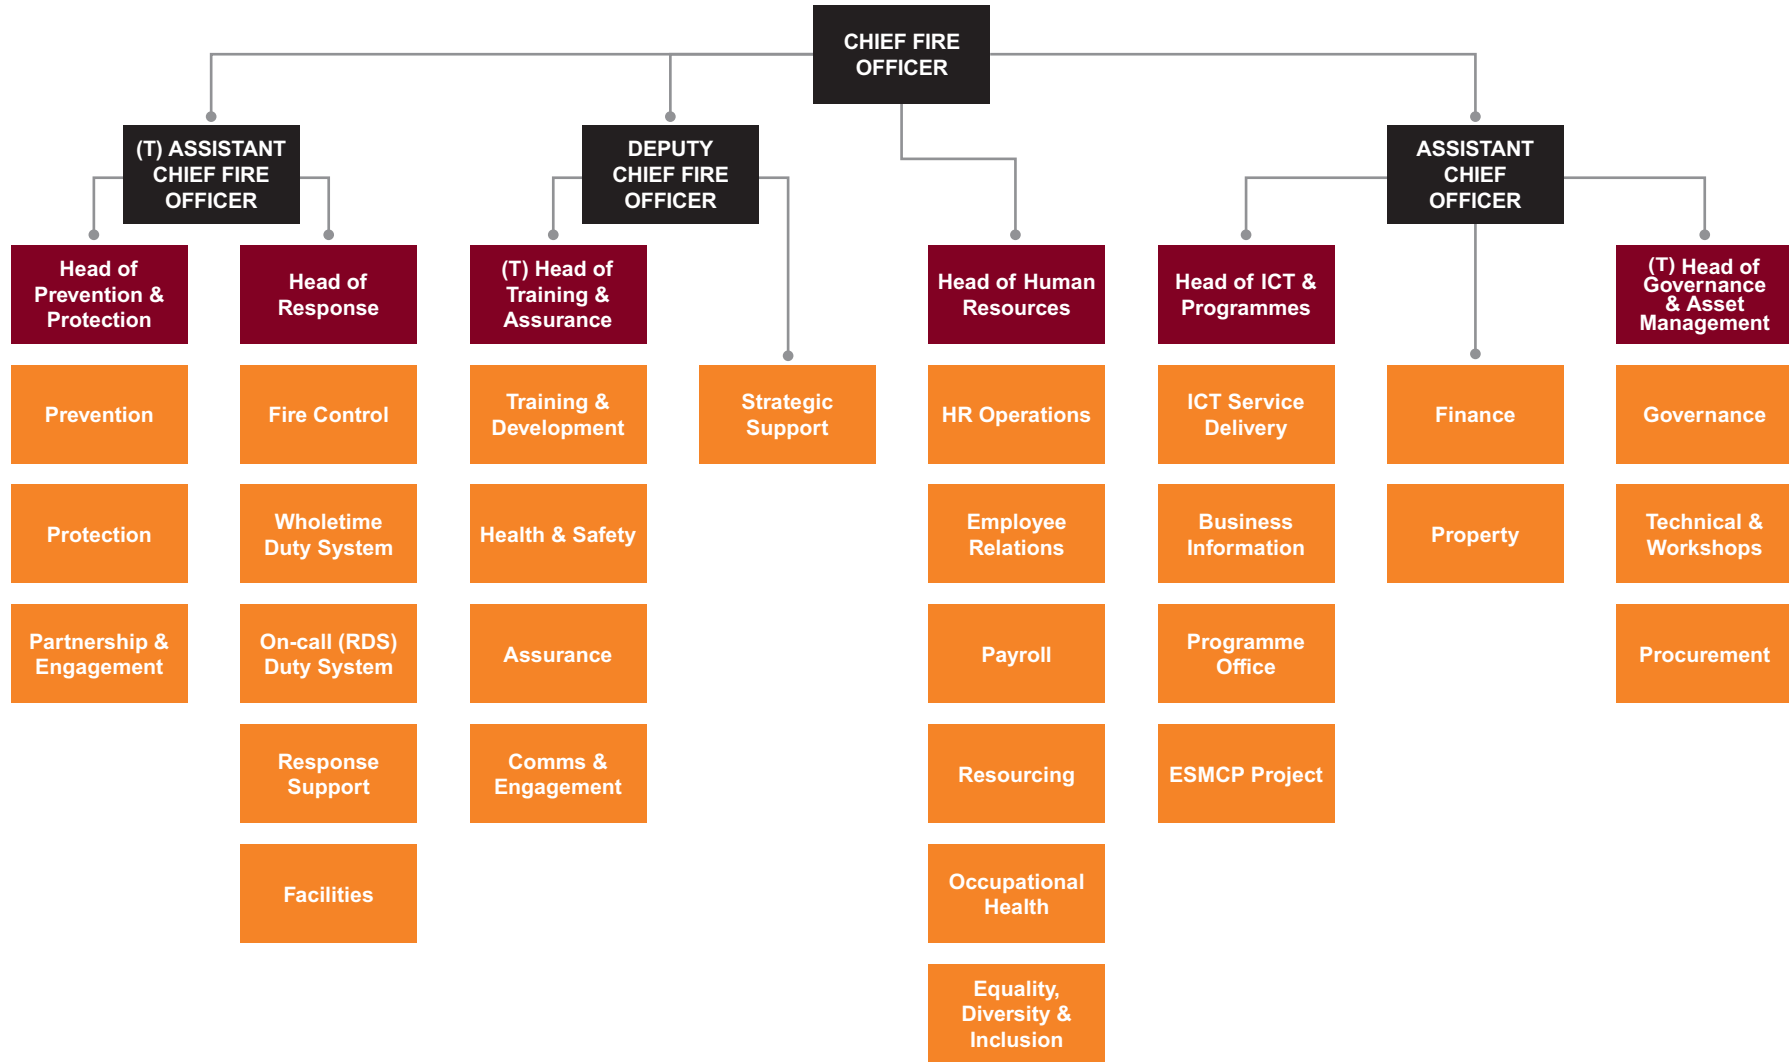 CHIEF FIRE
OFFICER
(T) ASSISTANT
CHIEF FIRE
OFFICER
DEPUTY
CHIEF FIRE
OFFICER
ASSISTANT
CHIEF
OFFICER
Head of
Prevention &
Protection
Head of
Response
(T) Head of
Training &
Assurance
Head of Human
Resources
Head of ICT &
Programmes
(T) Head of
Governance
& Asset
Management
Prevention
Fire Control
Training &
Development
Strategic
Support
HR Operations
ICT Service
Delivery
Finance
Governance
Protection
Wholetime
Duty System
Health & Safety
Employee
Relations
Business
Information
Property
Technical &
Workshops
Partnership &
Engagement
On-call (RDS)
Duty System
Assurance
Payroll
Programme
Office
Procurement
Response
Support
Comms &
Engagement
Resourcing
ESMCP Project
Facilities
Occupational
Health
Equality,
Diversity &
Inclusion